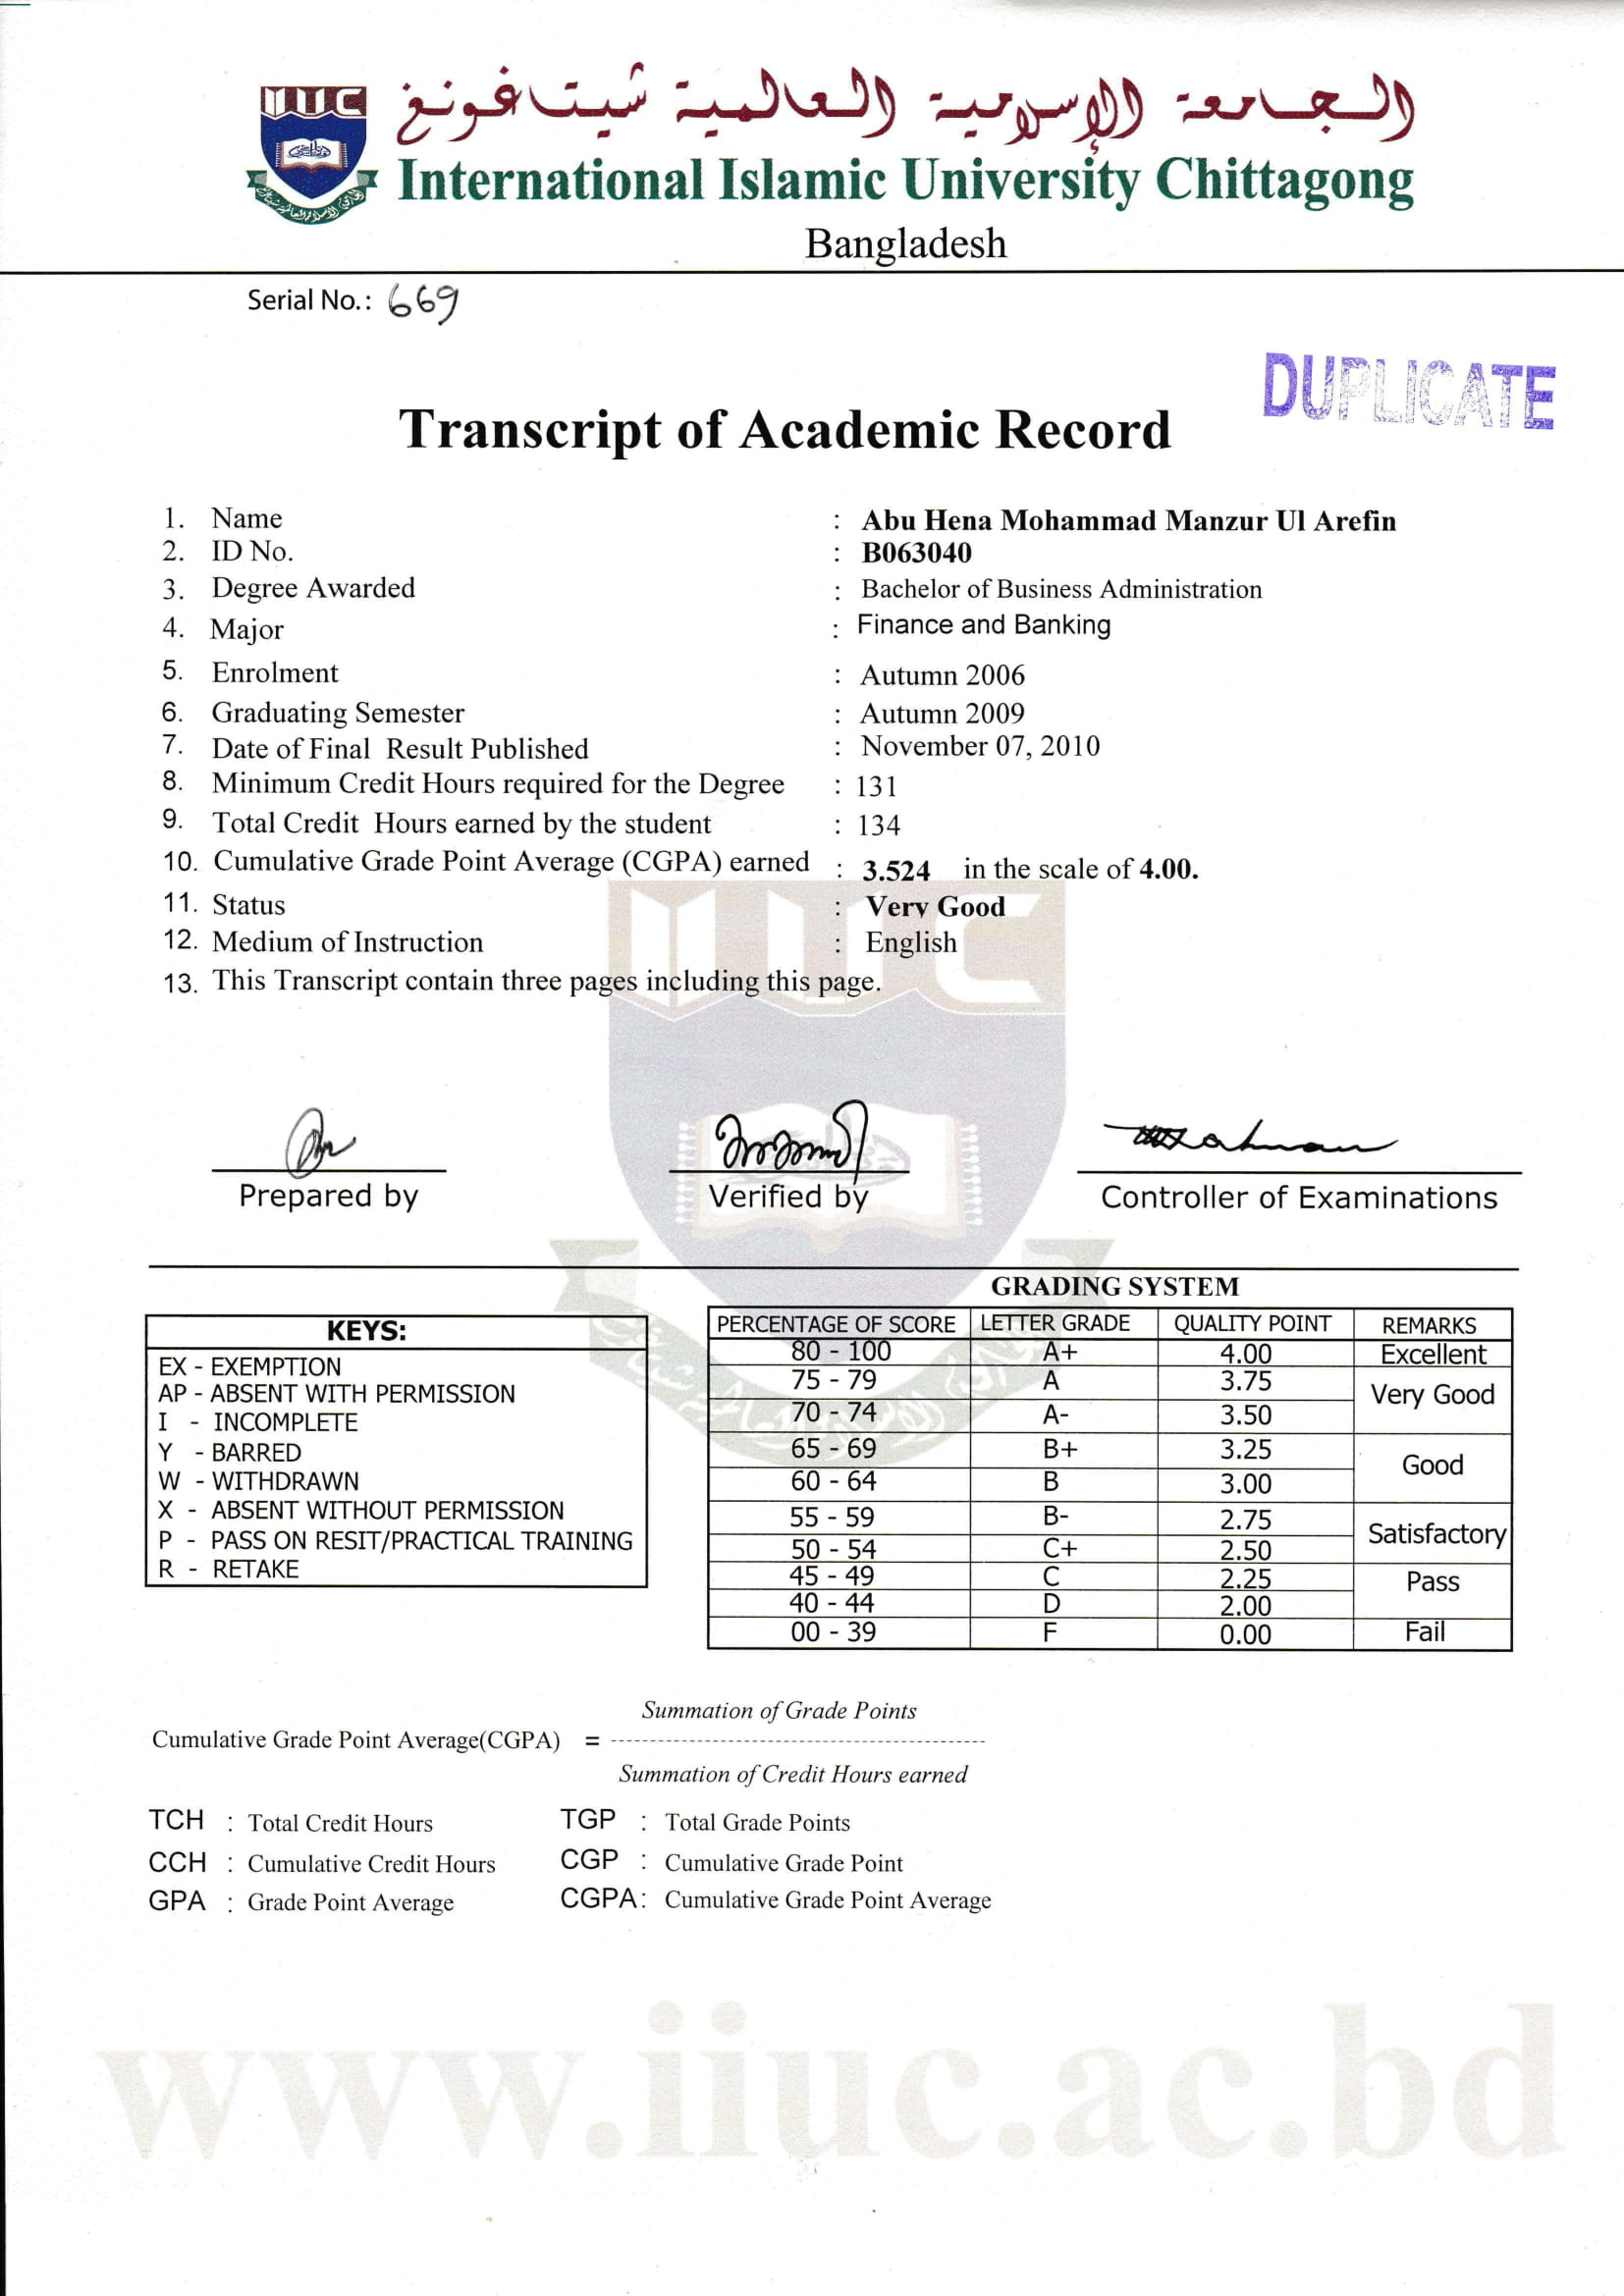 IIUC
الجامعة الإسلامية العالمية شيتاغونغ
International Islamic University Chittagong
Bangladesh
Serial No.: 669
DUPLICATE
Transcript of Academic Record
1. Name : Abu Hena Mohammad Manzur Ul Arefin
2. ID No. : B063040
3. Degree Awarded : Bachelor of Business Administration
4. Major : Finance and Banking
5. Enrolment : Autumn 2006
6. Graduating Semester : Autumn 2009
7. Date of Final Result Published : November 07, 2010
8. Minimum Credit Hours required for the Degree : 131
9. Total Credit Hours earned by the student : 134
10. Cumulative Grade Point Average (CGPA) earned : 3.524 in the scale of 4.00.
11. Status : Very Good
12. Medium of Instruction : English
13. This Transcript contain three pages including this page.
IIUC
Prepared by
Verified by
Controller of Examinations
KEYS:
EX - EXEMPTION
AP - ABSENT WITH PERMISSION
I - INCOMPLETE
Y - BARRED
W - WITHDRAWN
X - ABSENT WITHOUT PERMISSION
P - PASS ON RESIT/PRACTICAL TRAINING
R - RETAKE
GRADING SYSTEM
PERCENTAGE OF SCORE LETTER GRADE QUALITY POINT REMARKS
80 - 100 A+ 4.00 Excellent
75 - 79 A 3.75 Very Good
70 - 74 A- 3.50
65 - 69 B+ 3.25 Good
60 - 64 B 3.00
55 - 59 B- 2.75 Satisfactory
50 - 54 C+ 2.50
45 - 49 C 2.25 Pass
40 - 44 D 2.00
00 - 39 F 0.00 Fail
Summation of Grade Points
Cumulative Grade Point Average(CGPA) =
Summation of Credit Hours earned
TCH : Total Credit Hours TGP : Total Grade Points
CCH : Cumulative Credit Hours CGP : Cumulative Grade Point
GPA : Grade Point Average CGPA: Cumulative Grade Point Average
www.iiuc.ac.bd